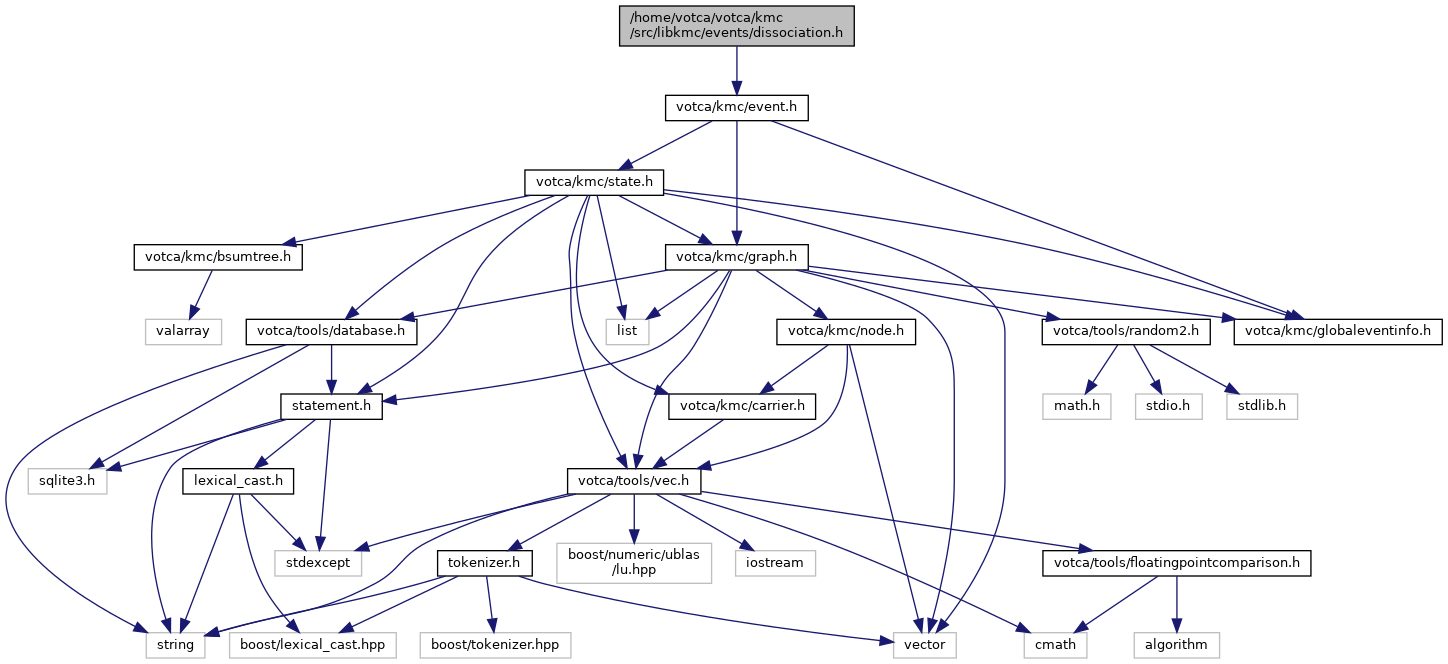 /home/votca/votca/kmc
/src/libkmc/events/dissociation.h
votca/kmc/event.h
votca/kmc/state.h
votca/kmc/bsumtree.h
votca/kmc/graph.h
valarray
votca/tools/database.h
list
votca/kmc/node.h
votca/tools/random2.h
votca/kmc/globaleventinfo.h
statement.h
votca/kmc/carrier.h
math.h
stdio.h
stdlib.h
sqlite3.h
lexical_cast.h
votca/tools/vec.h
stdexcept
tokenizer.h
boost/numeric/ublas
/lu.hpp
iostream
votca/tools/floatingpointcomparison.h
string
boost/lexical_cast.hpp
boost/tokenizer.hpp
vector
cmath
algorithm